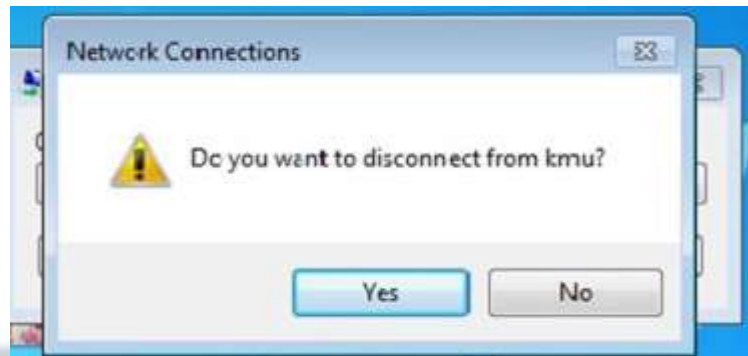 Network Connections
Do you want to disconnect from kmu?
Yes
No